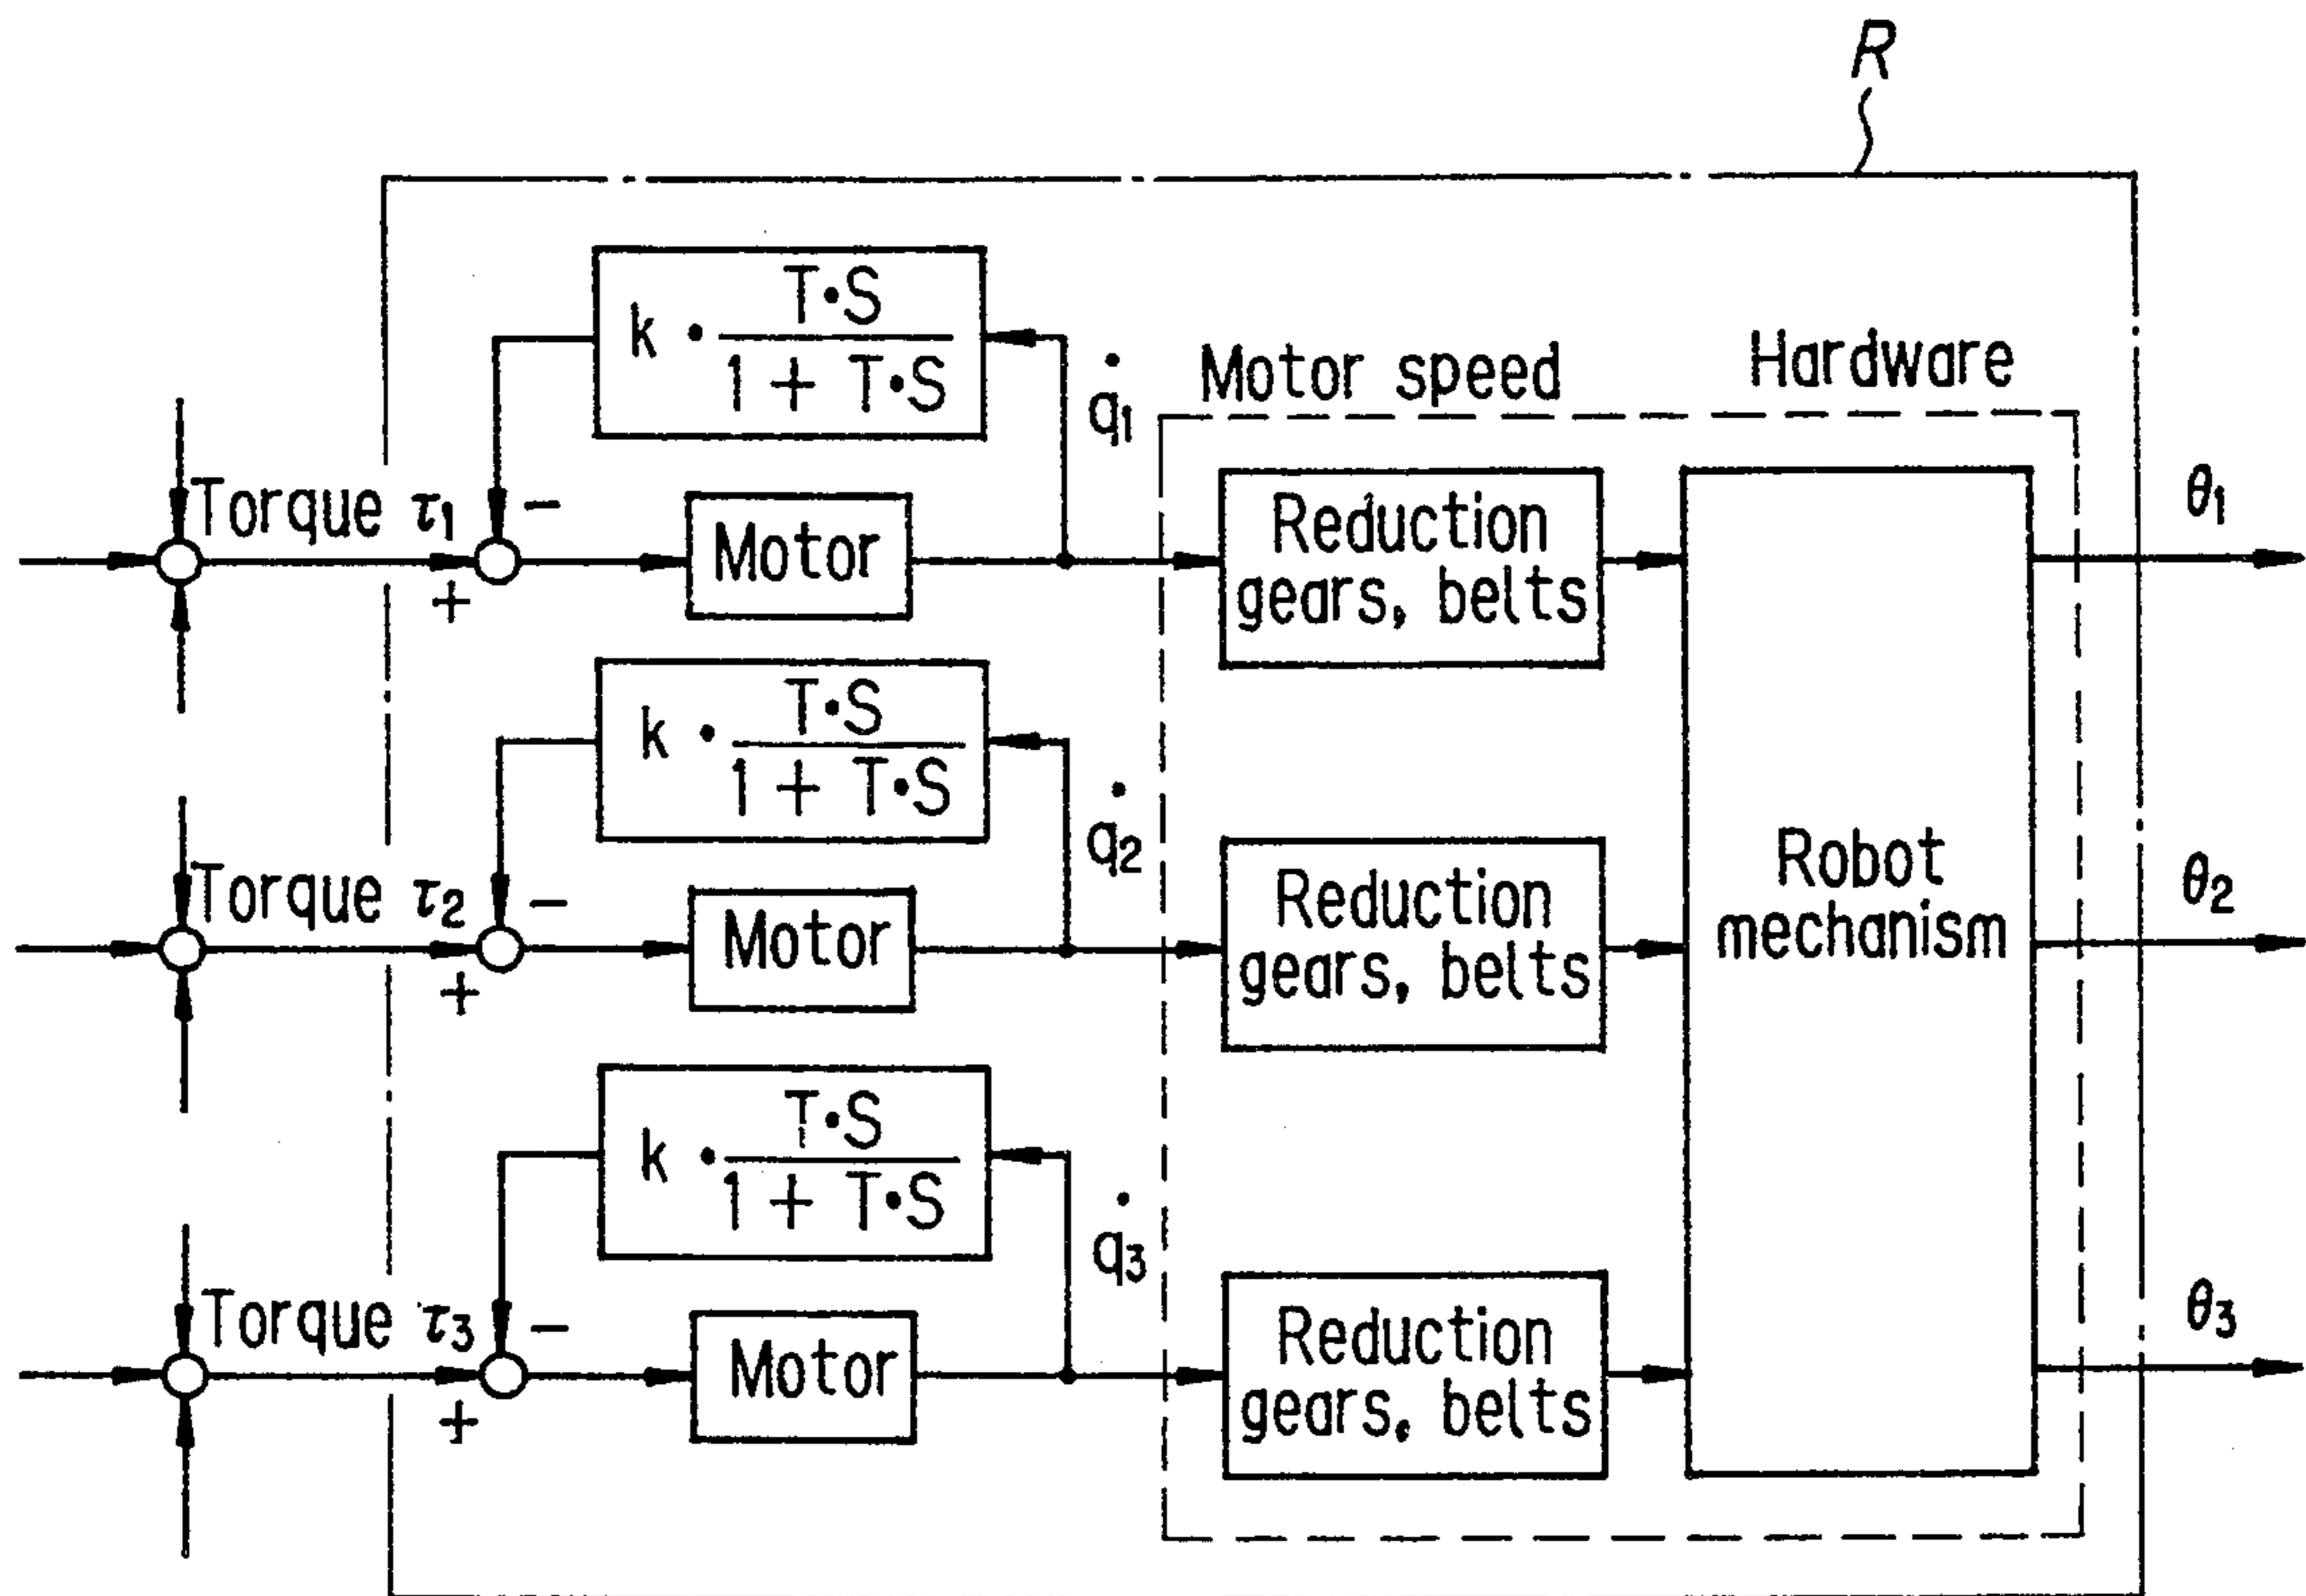 R
k · T·S / 1 + T·S
q̇1
Motor speed
Hardware
Torque τ1
−
+
Motor
Reduction
gears, belts
θ1
k · T·S / 1 + T·S
q̇2
Torque τ2
−
+
Motor
Reduction
gears, belts
Robot
mechanism
θ2
k · T·S / 1 + T·S
q̇3
Torque τ3
−
+
Motor
Reduction
gears, belts
θ3